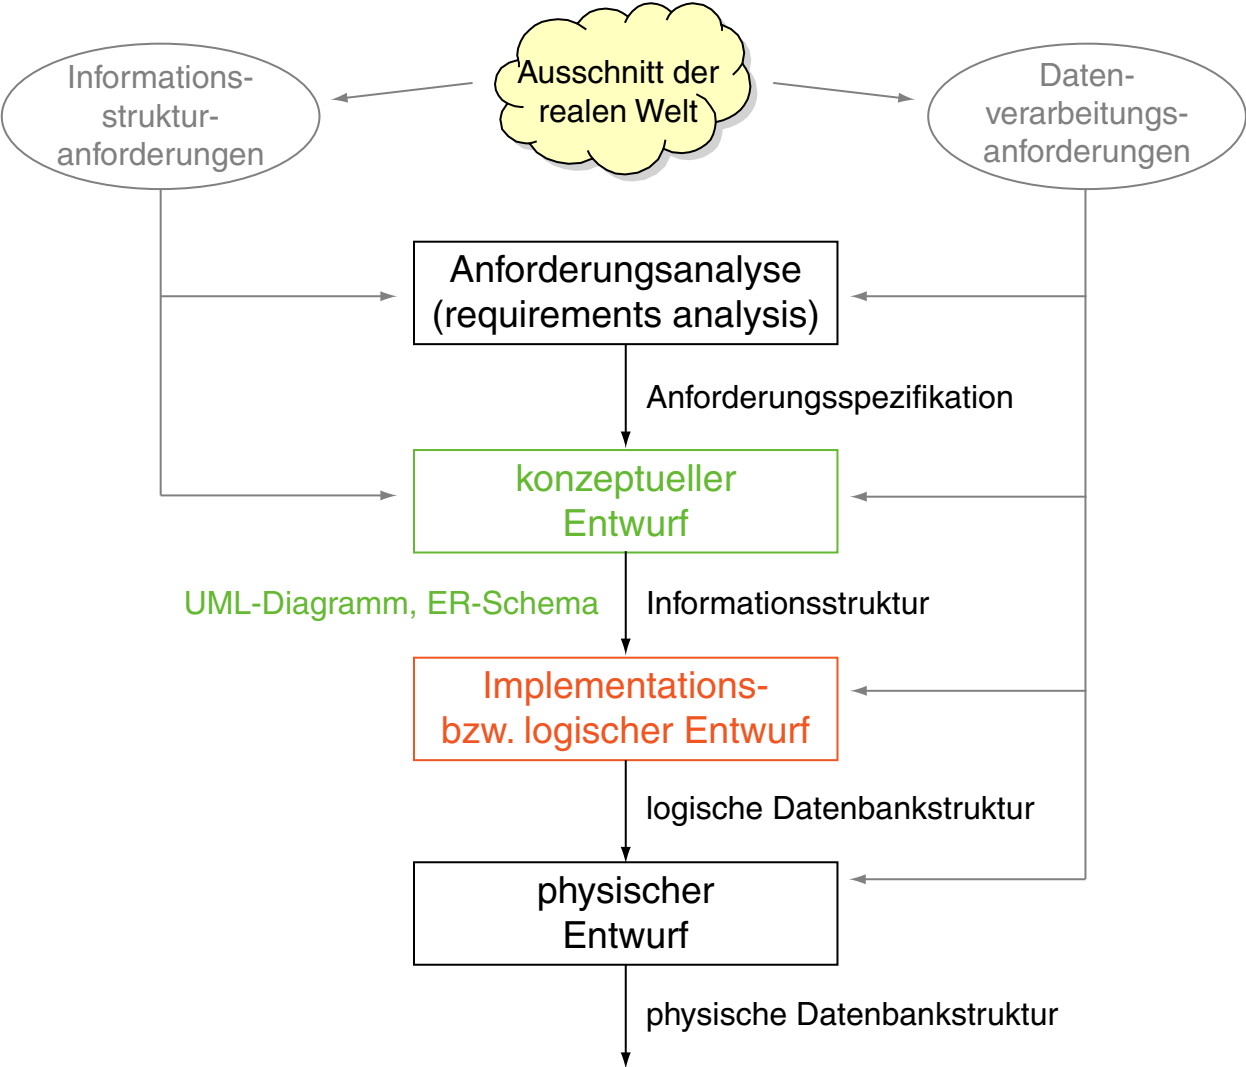 Informations-
struktur-
anforderungen
Ausschnitt der
realen Welt
Daten-
verarbeitungs-
anforderungen
Anforderungsanalyse
(requirements analysis)
Anforderungsspezifikation
konzeptueller
Entwurf
UML-Diagramm, ER-Schema
Informationsstruktur
Implementations-
bzw. logischer Entwurf
logische Datenbankstruktur
physischer
Entwurf
physische Datenbankstruktur